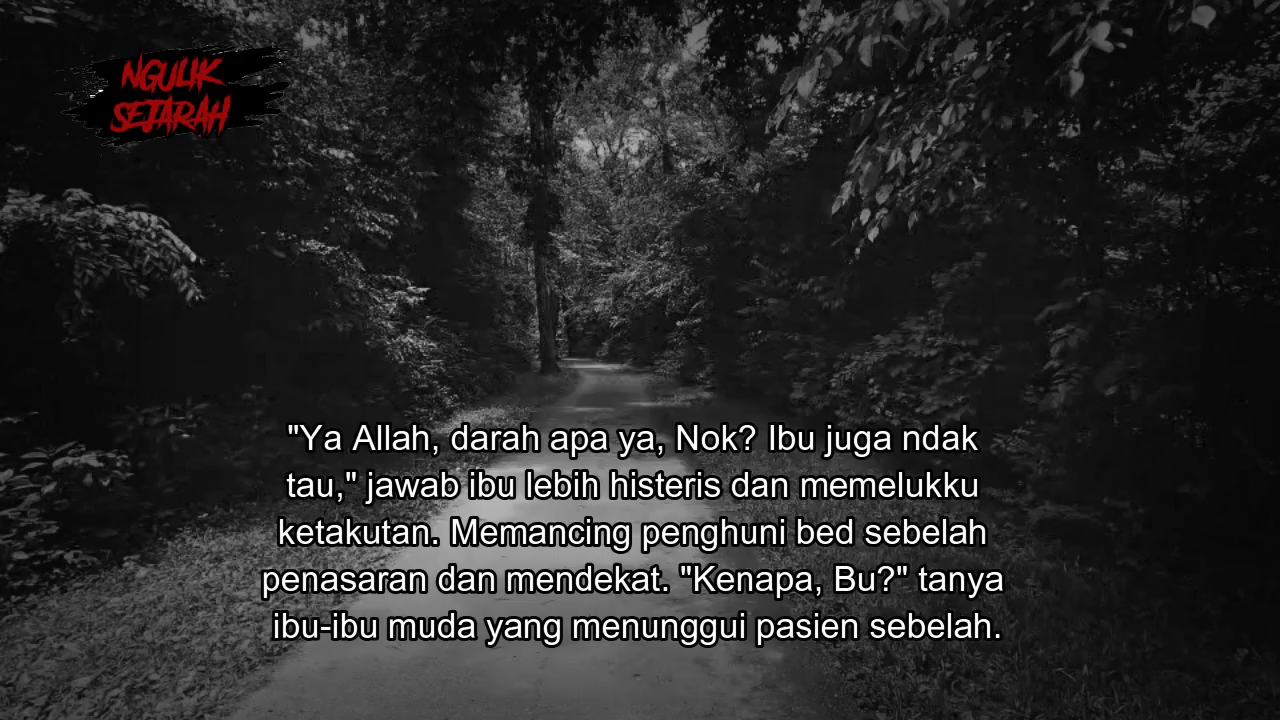 NGULIK
SEJARAH
"Ya Allah, darah apa ya, Nok? Ibu juga ndak
tau," jawab ibu lebih histeris dan memelukku
ketakutan. Memancing penghuni bed sebelah
penasaran dan mendekat. "Kenapa, Bu?" tanya
ibu-ibu muda yang menunggui pasien sebelah.